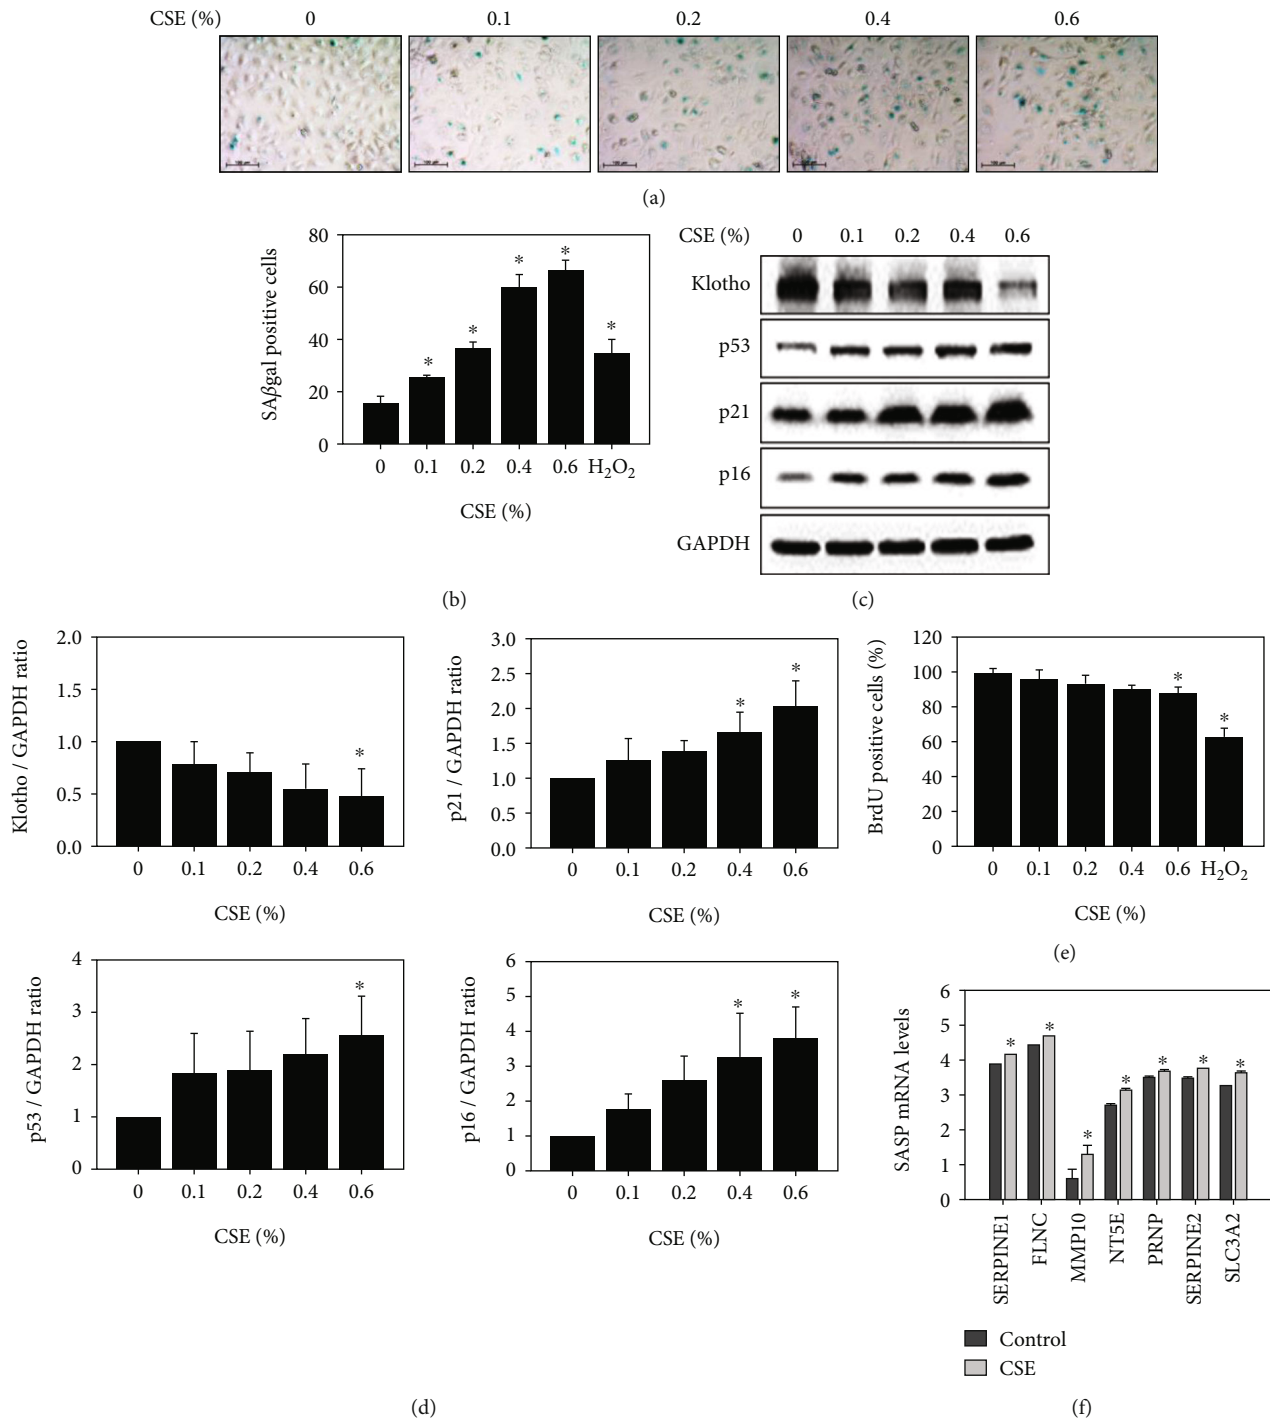 CSE (%) 0 0.1 0.2 0.4 0.6
(a)
80
60
40
20
0
SAβgal positive cells
* * * * *
0 0.1 0.2 0.4 0.6 H₂O₂
CSE (%)
(b)
CSE (%) 0 0.1 0.2 0.4 0.6
Klotho
p53
p21
p16
GAPDH
(c)
2.0
1.5
1.0
0.5
0.0
Klotho / GAPDH ratio
*
0 0.1 0.2 0.4 0.6
CSE (%)
3.0
2.5
2.0
1.5
1.0
0.5
0.0
p21 / GAPDH ratio
* *
0 0.1 0.2 0.4 0.6
CSE (%)
4
3
2
1
0
p53 / GAPDH ratio
*
0 0.1 0.2 0.4 0.6
CSE (%)
6
5
4
3
2
1
0
p16 / GAPDH ratio
* *
0 0.1 0.2 0.4 0.6
CSE (%)
(d)
120
100
80
60
40
20
0
BrdU positive cells (%)
* *
0 0.1 0.2 0.4 0.6 H₂O₂
CSE (%)
(e)
6
5
4
3
2
1
0
SASP mRNA levels
* * * * * * *
SERPINE1
FLNC
MMP10
NT5E
PRNP
SERPINE2
SLC3A2
Control
CSE
(f)